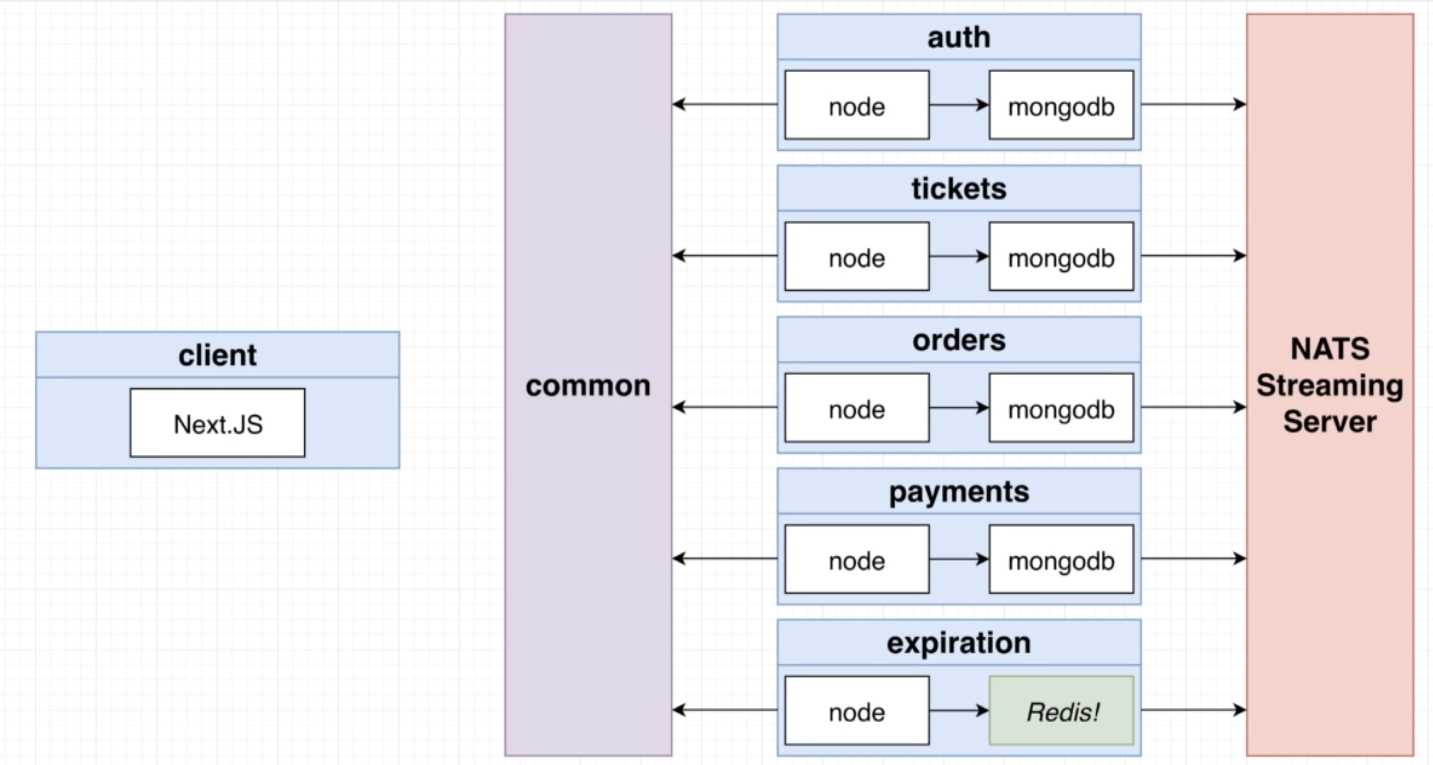 client
Next.JS
common
auth
node
mongodb
tickets
node
mongodb
orders
node
mongodb
payments
node
mongodb
expiration
node
Redis!
NATS
Streaming
Server